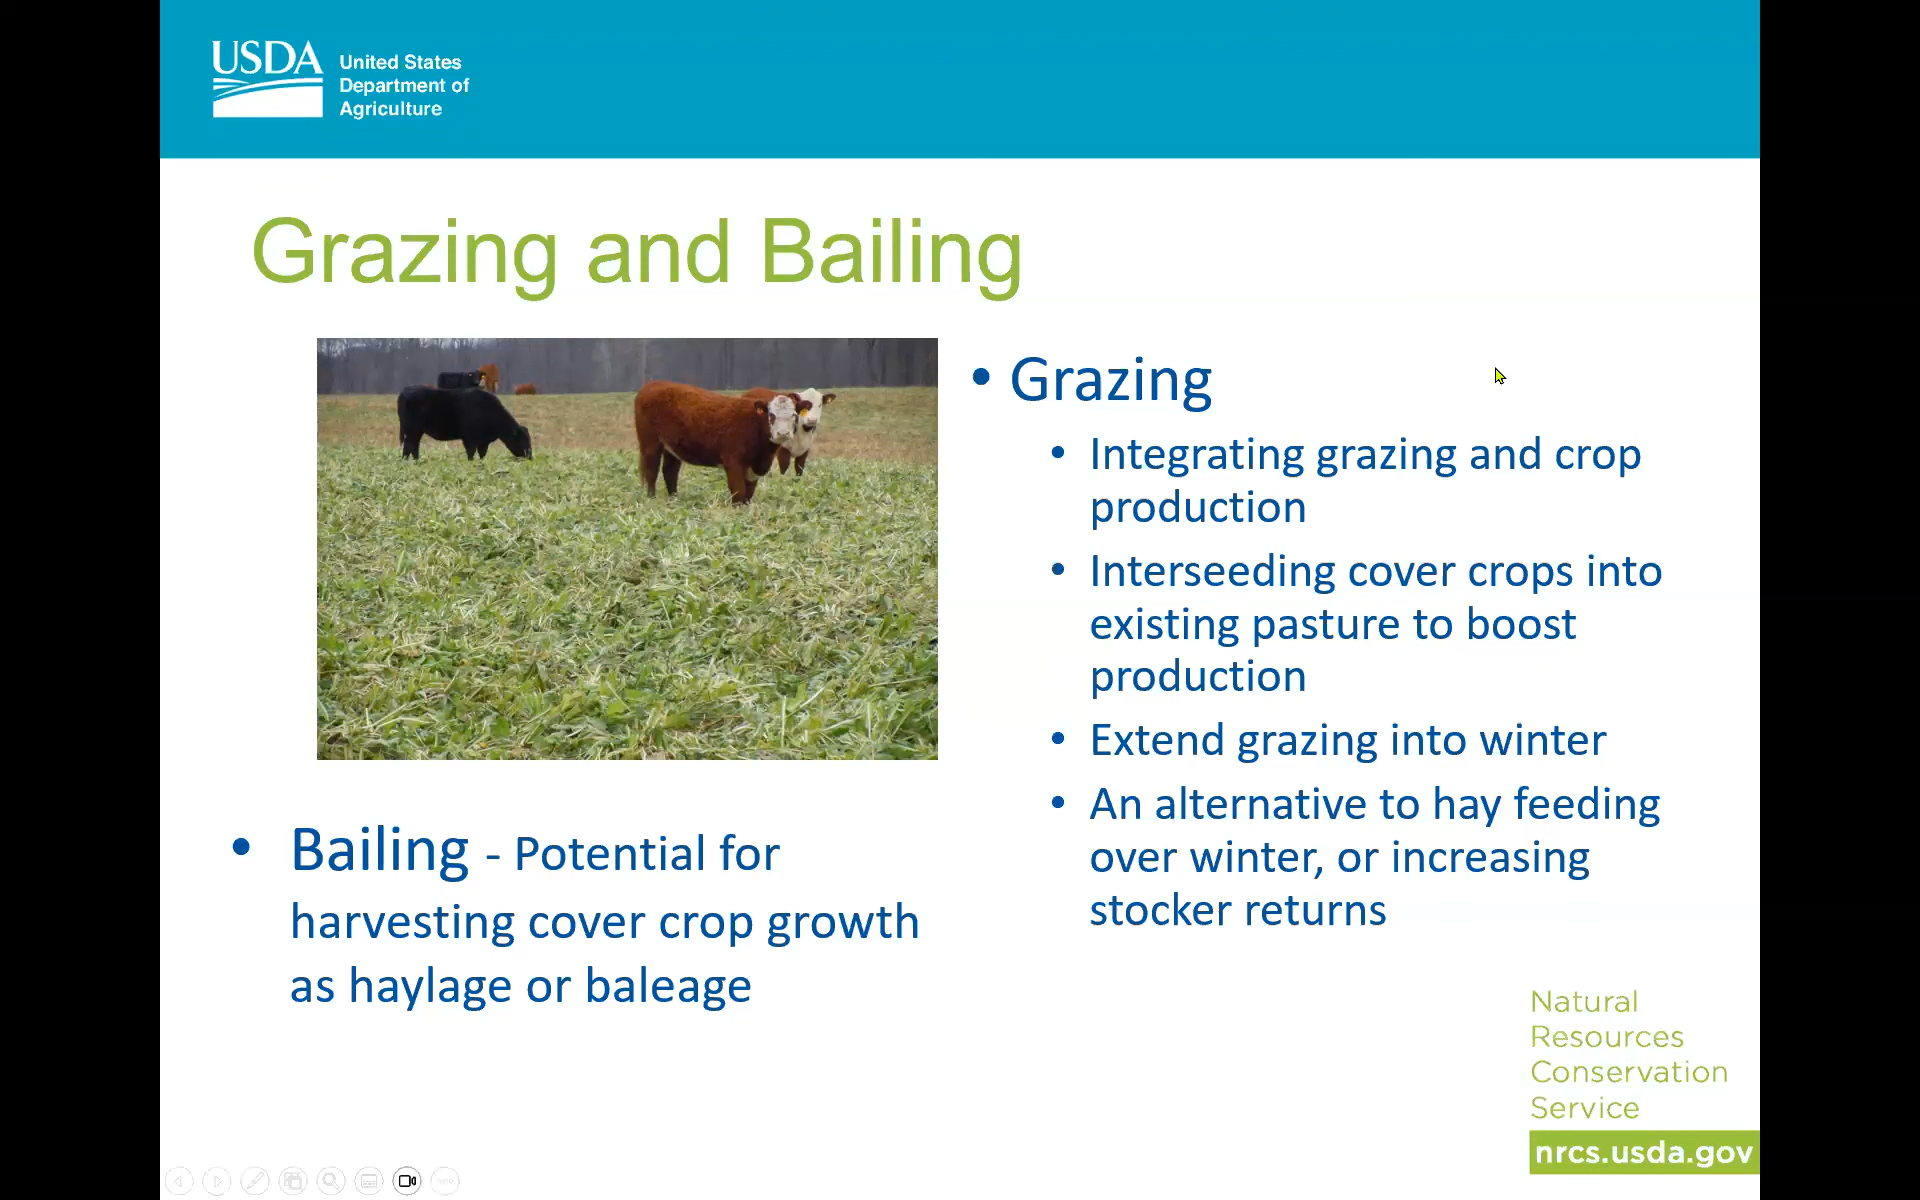 USDA
United States
Department of
Agriculture
Grazing and Bailing
• Grazing
• Integrating grazing and crop
production
• Interseeding cover crops into
existing pasture to boost
production
• Extend grazing into winter
• An alternative to hay feeding
over winter, or increasing
stocker returns
• Bailing - Potential for
harvesting cover crop growth
as haylage or baleage
Natural
Resources
Conservation
Service
nrcs.usda.gov